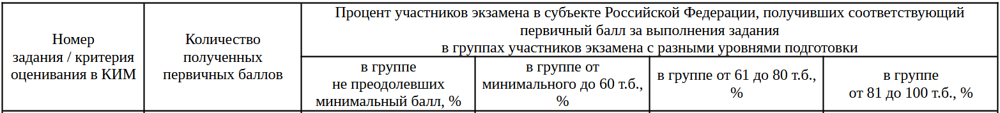 Номер
задания / критерия
оценивания в КИМ
Количество
полученных
первичных баллов
Процент участников экзамена в субъекте Российской Федерации, получивших соответствующий
первичный балл за выполнения задания
в группах участников экзамена с разными уровнями подготовки
в группе
не преодолевших
минимальный балл, %
в группе от
минимального до 60 т.б.,
%
в группе от 61 до 80 т.б.,
%
в группе
от 81 до 100 т.б., %